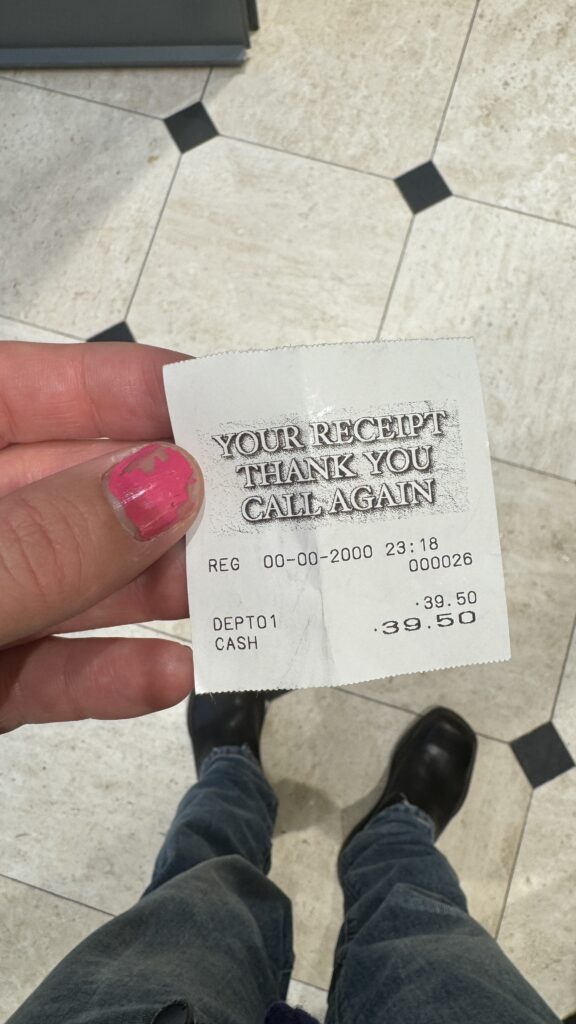 YOUR RECEIPT
THANK YOU
CALL AGAIN
REG 00-00-2000 23:18
000026
·39.50
DEPT01
·39.50
CASH